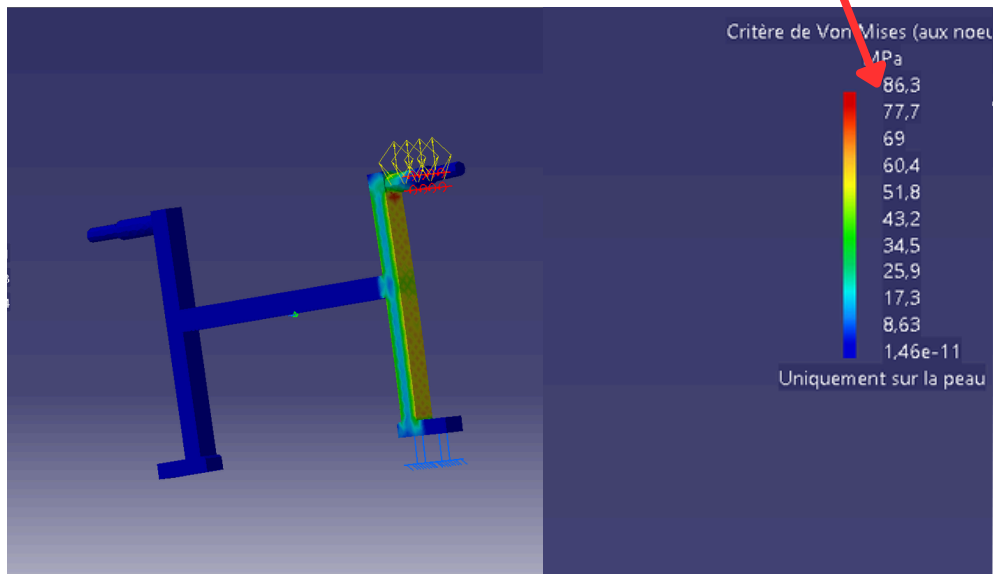 Critère de Von Mises (aux noeu
MPa
86,3
77,7
69
60,4
51,8
43,2
34,5
25,9
17,3
8,63
1,46e-11
Uniquement sur la peau